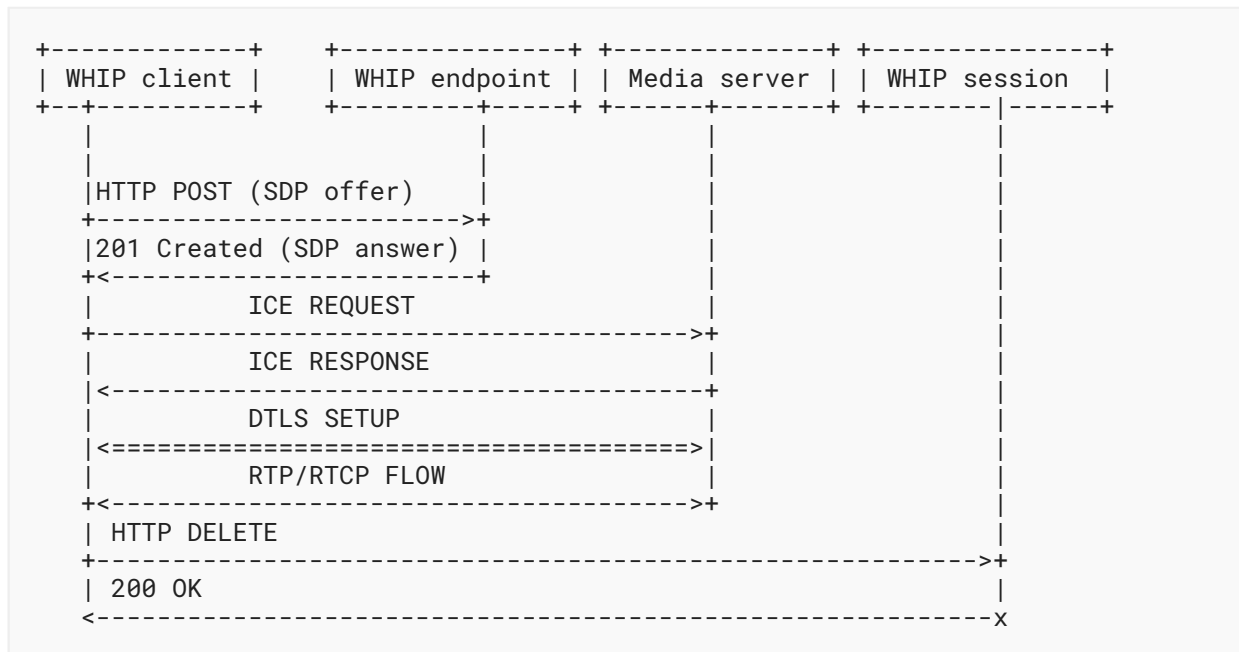 WHIP client WHIP endpoint Media server WHIP session
HTTP POST (SDP offer)
201 Created (SDP answer)
ICE REQUEST
ICE RESPONSE
DTLS SETUP
RTP/RTCP FLOW
HTTP DELETE
200 OK
x